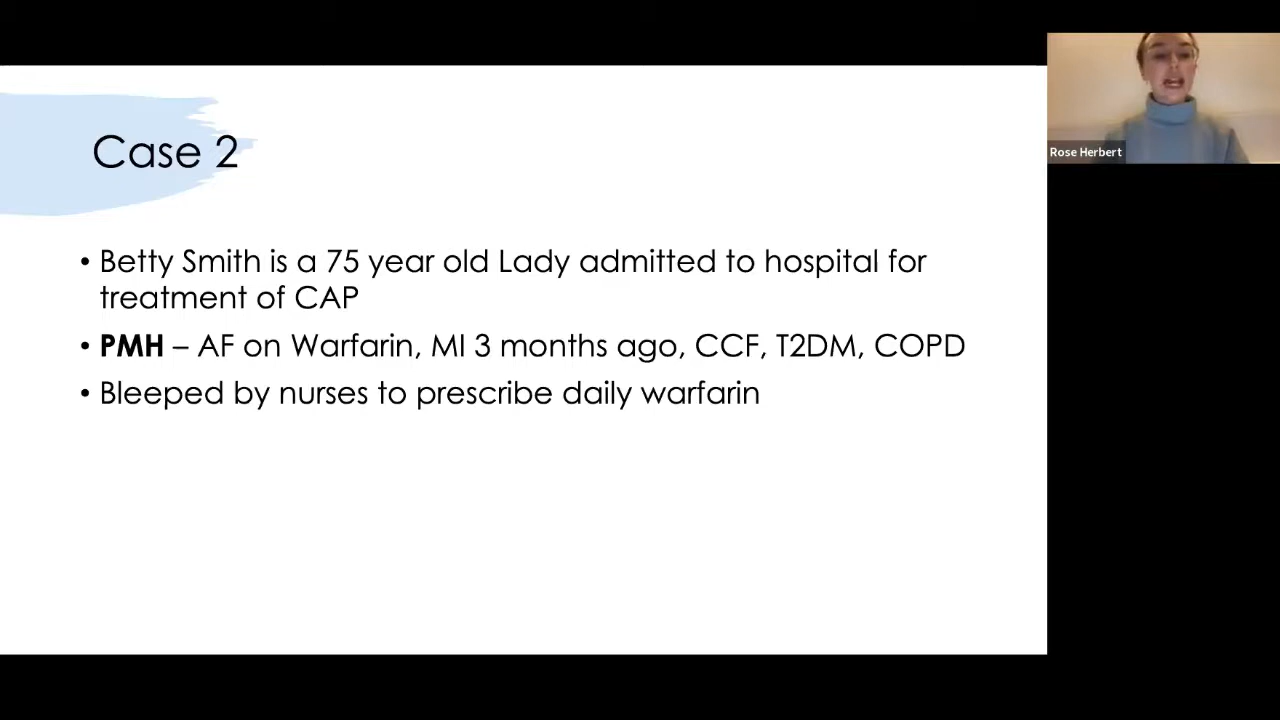 Case 2
• Betty Smith is a 75 year old Lady admitted to hospital for
treatment of CAP
• PMH – AF on Warfarin, MI 3 months ago, CCF, T2DM, COPD
• Bleeped by nurses to prescribe daily warfarin
Rose Herbert